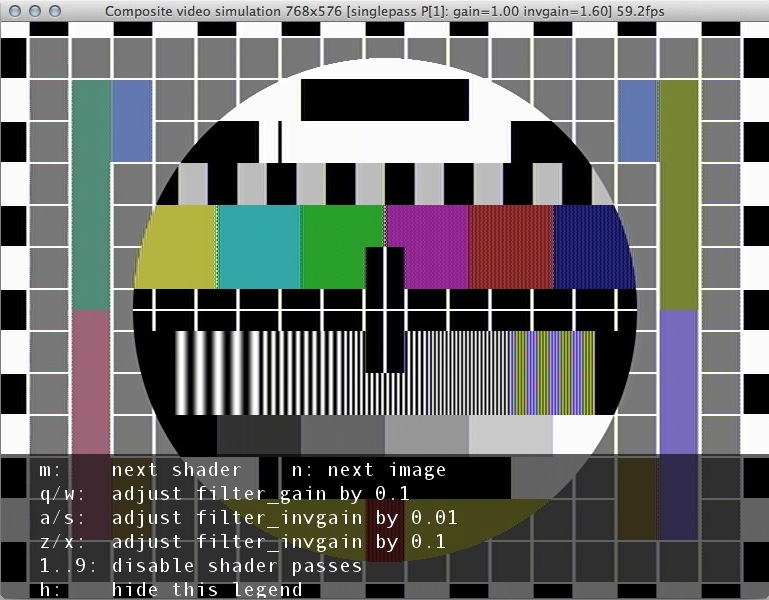 Composite video simulation 768x576 [singlepass P[1]: gain=1.00 invgain=1.60] 59.2fps
m: next shader n: next image
q/w: adjust filter_gain by 0.1
a/s: adjust filter_invgain by 0.01
z/x: adjust filter_invgain by 0.1
1..9: disable shader passes
h: hide this legend